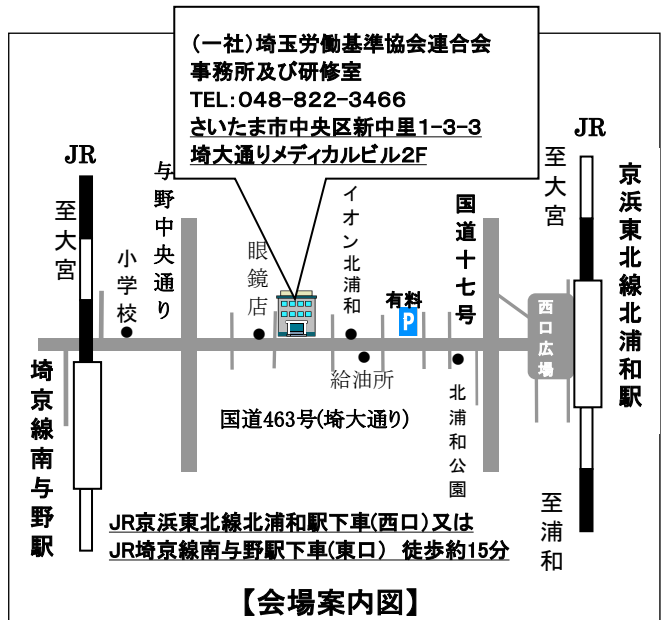 （一社）埼玉労働基準協会連合会
事務所及び研修室
TEL：048-822-3466
さいたま市中央区新中里1-3-3
埼大通りメディカルビル2F
JR
至大宮
小学校
与野中央通り
眼鏡店
イオン北浦和
有料
P
国道十七号
JR
至大宮
京浜東北線北浦和駅
西口広場
埼京線南与野駅
給油所
北浦和公園
国道463号(埼大通り)
至浦和
JR京浜東北線北浦和駅下車(西口)又は
JR埼京線南与野駅下車(東口)　徒歩約15分
【会場案内図】